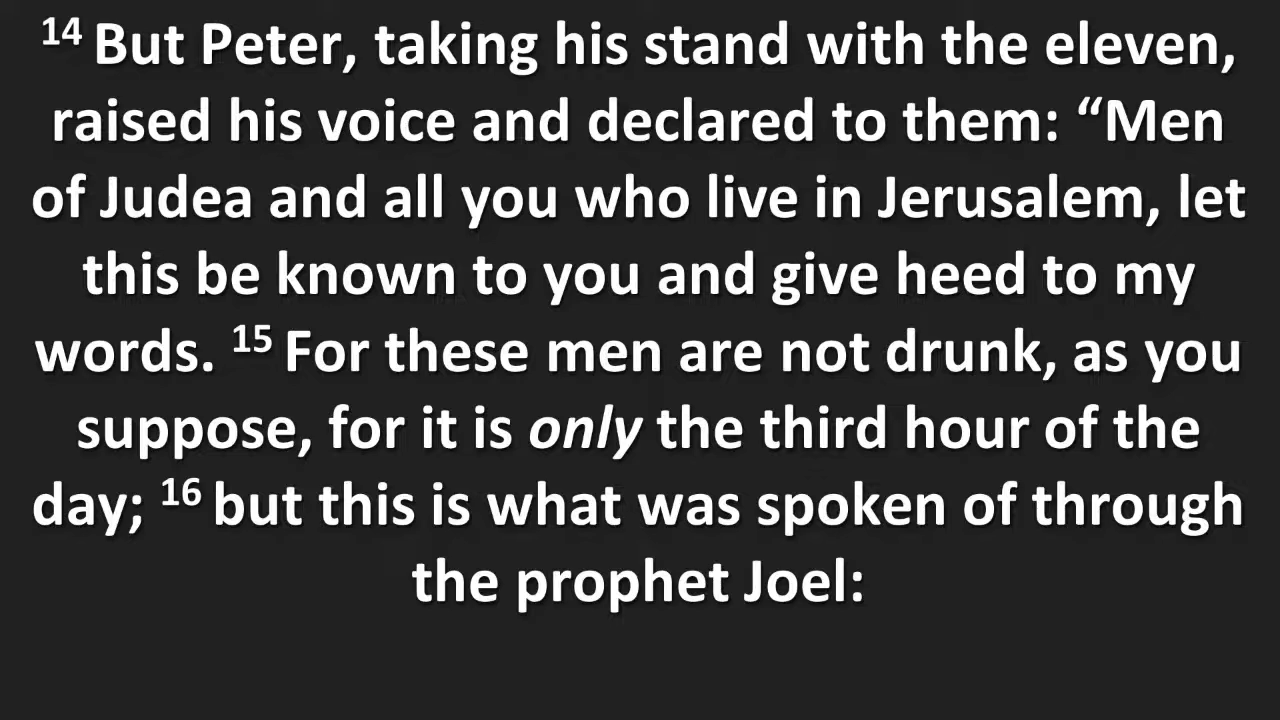 14 But Peter, taking his stand with the eleven,
raised his voice and declared to them: “Men
of Judea and all you who live in Jerusalem, let
this be known to you and give heed to my
words. 15 For these men are not drunk, as you
suppose, for it is only the third hour of the
day; 16 but this is what was spoken of through
the prophet Joel: